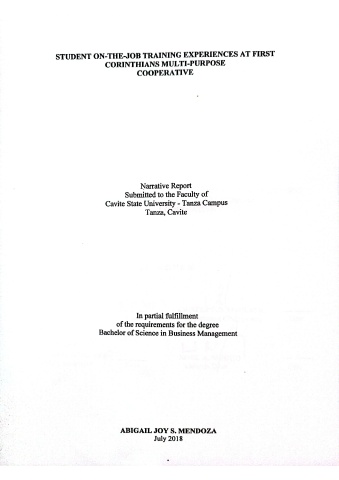 STUDENT ON-THE-JOB TRAINING EXPERIENCES AT FIRST
CORINTHIANS MULTI-PURPOSE
COOPERATIVE
Narrative Report
Submitted to the Faculty of
Cavite State University - Tanza Campus
Tanza, Cavite
In partial fulfillment
of the requirements for the degree
Bachelor of Science in Business Management
ABIGAIL JOY S. MENDOZA
July 2018